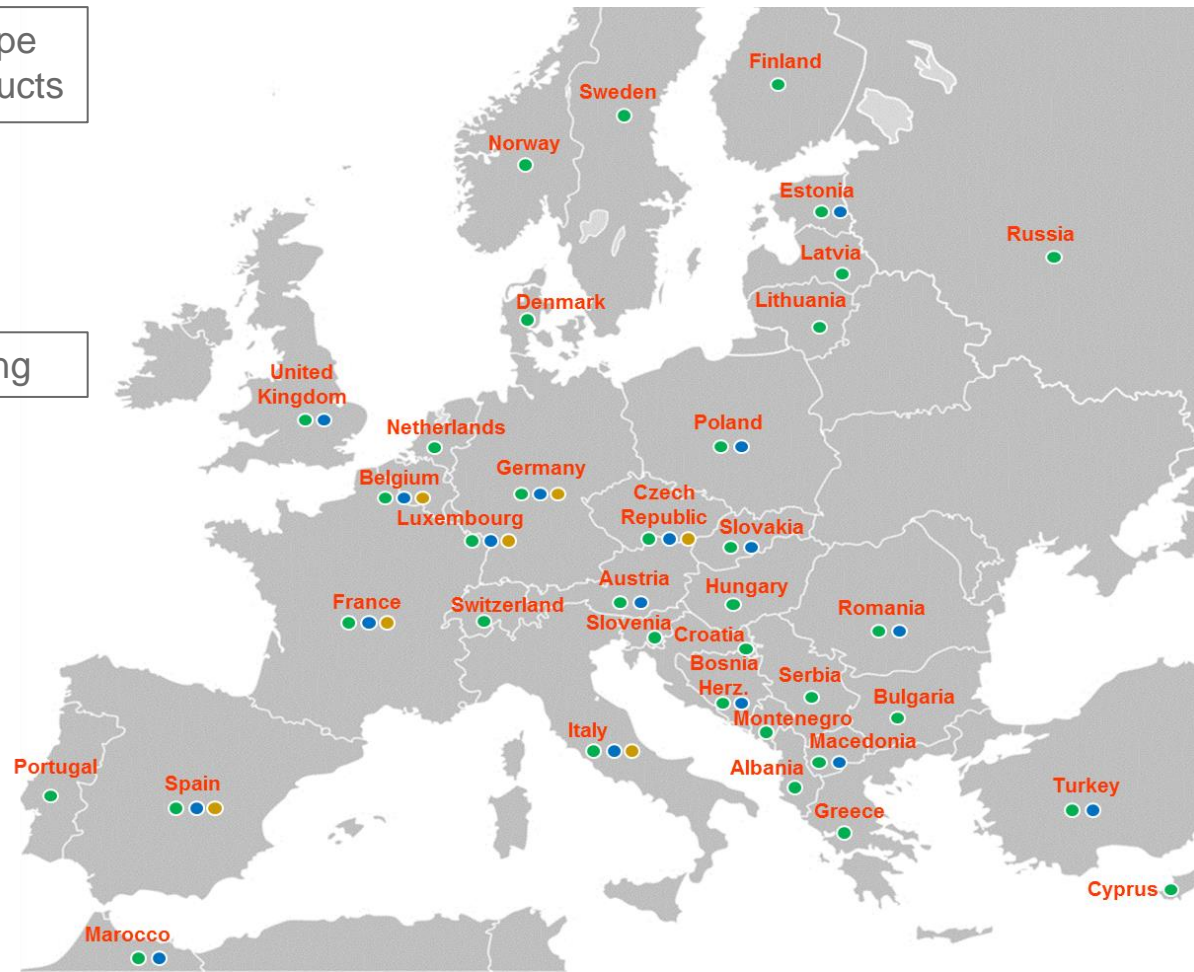 pe
ucts
ng
Finland
Sweden
Norway
Estonia
Russia
Latvia
Lithuania
Denmark
United
Kingdom
Netherlands
Poland
Belgium
Germany
Czech
Republic
Luxembourg
Slovakia
Austria
Hungary
France
Switzerland
Romania
Slovenia
Croatia
Bosnia
Herz.
Serbia
Bulgaria
Montenegro
Italy
Macedonia
Portugal
Albania
Spain
Turkey
Greece
Cyprus
Marocco